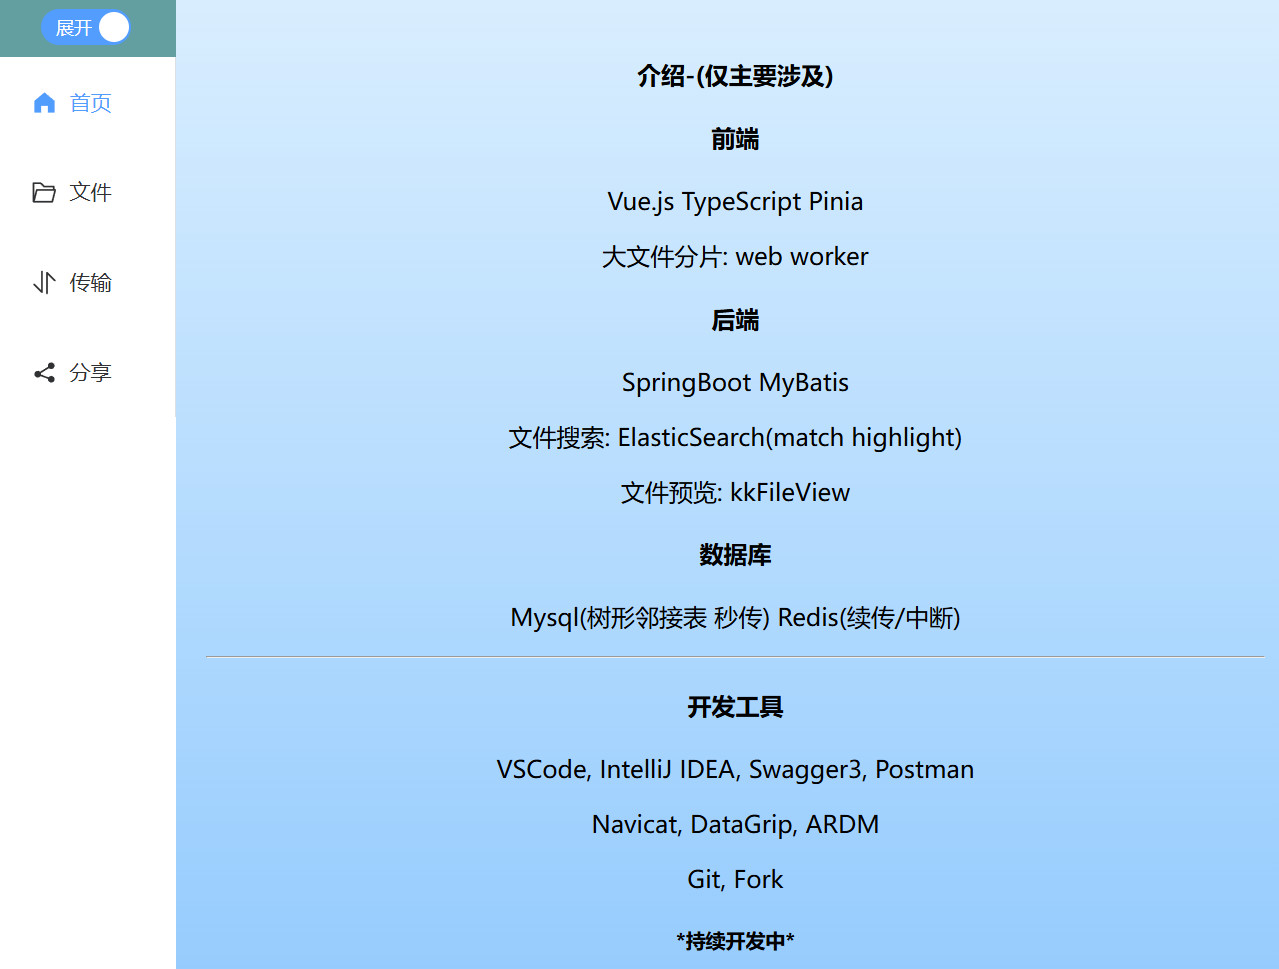 展开
首页
文件
传输
分享
介绍-(仅主要涉及)
前端
Vue.js TypeScript Pinia
大文件分片: web worker
后端
SpringBoot MyBatis
文件搜索: ElasticSearch(match highlight)
文件预览: kkFileView
数据库
Mysql(树形邻接表 秒传) Redis(续传/中断)
开发工具
VSCode, IntelliJ IDEA, Swagger3, Postman
Navicat, DataGrip, ARDM
Git, Fork
*持续开发中*